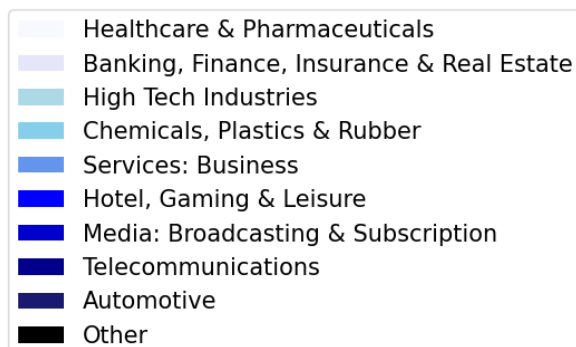 Healthcare & Pharmaceuticals
Banking, Finance, Insurance & Real Estate
High Tech Industries
Chemicals, Plastics & Rubber
Services: Business
Hotel, Gaming & Leisure
Media: Broadcasting & Subscription
Telecommunications
Automotive
Other